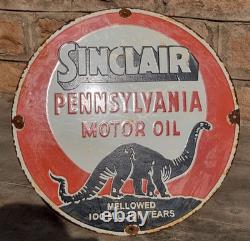 SINCLAIR
PENNSYLVANIA
MOTOR OIL
MELLOWED
YEARS